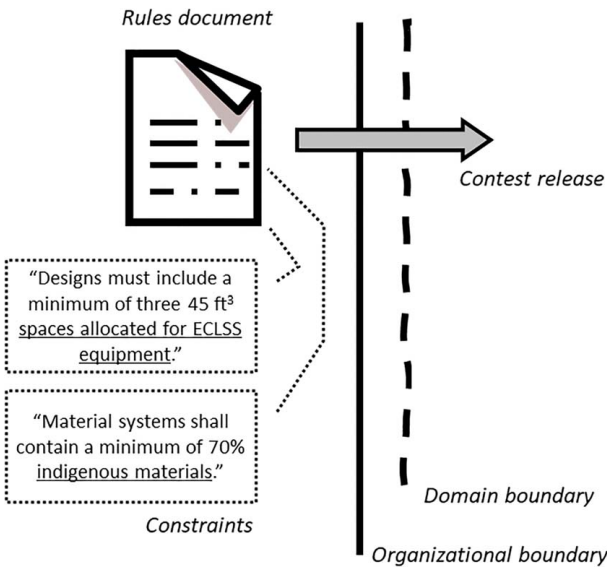 Rules document
Contest release
“Designs must include a
minimum of three 45 ft³
spaces allocated for ECLSS
equipment.”
“Material systems shall
contain a minimum of 70%
indigenous materials.”
Constraints
Domain boundary
Organizational boundary